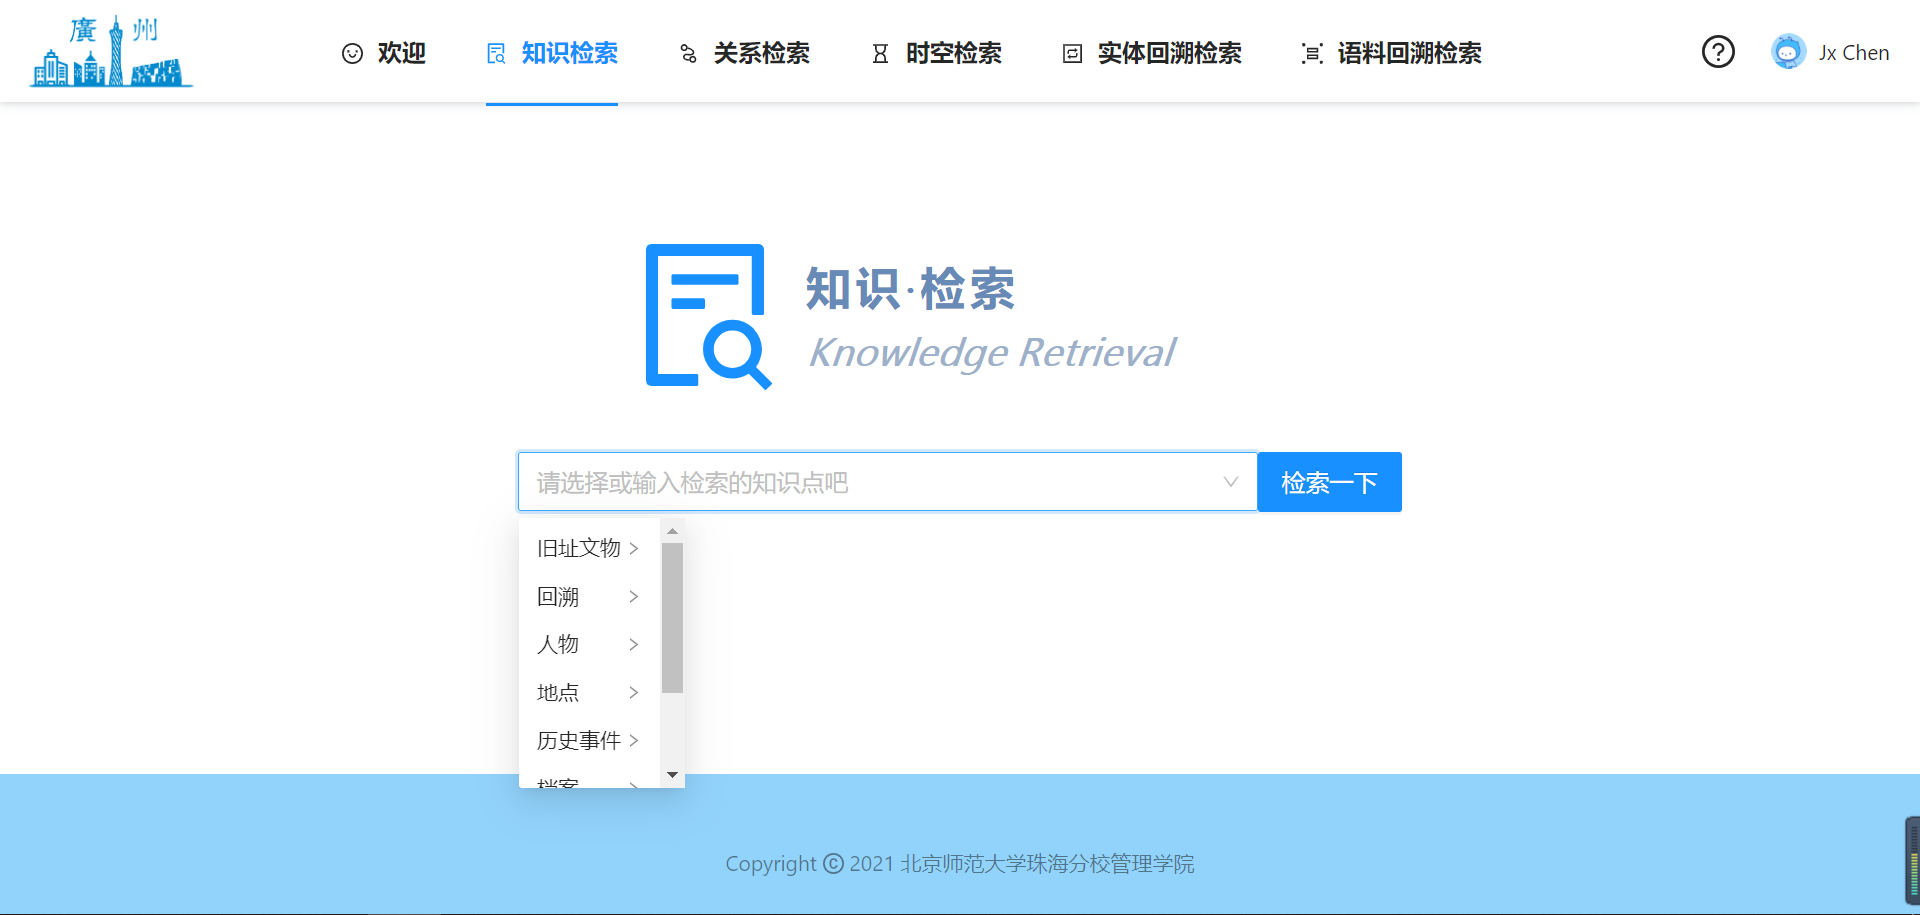 廣 州
欢迎 知识检索 关系检索 时空检索 实体回溯检索 语料回溯检索 Jx Chen
知识·检索
Knowledge Retrieval
请选择或输入检索的知识点吧 检索一下
旧址文物
回溯
人物
地点
历史事件
档案
Copyright © 2021 北京师范大学珠海分校管理学院